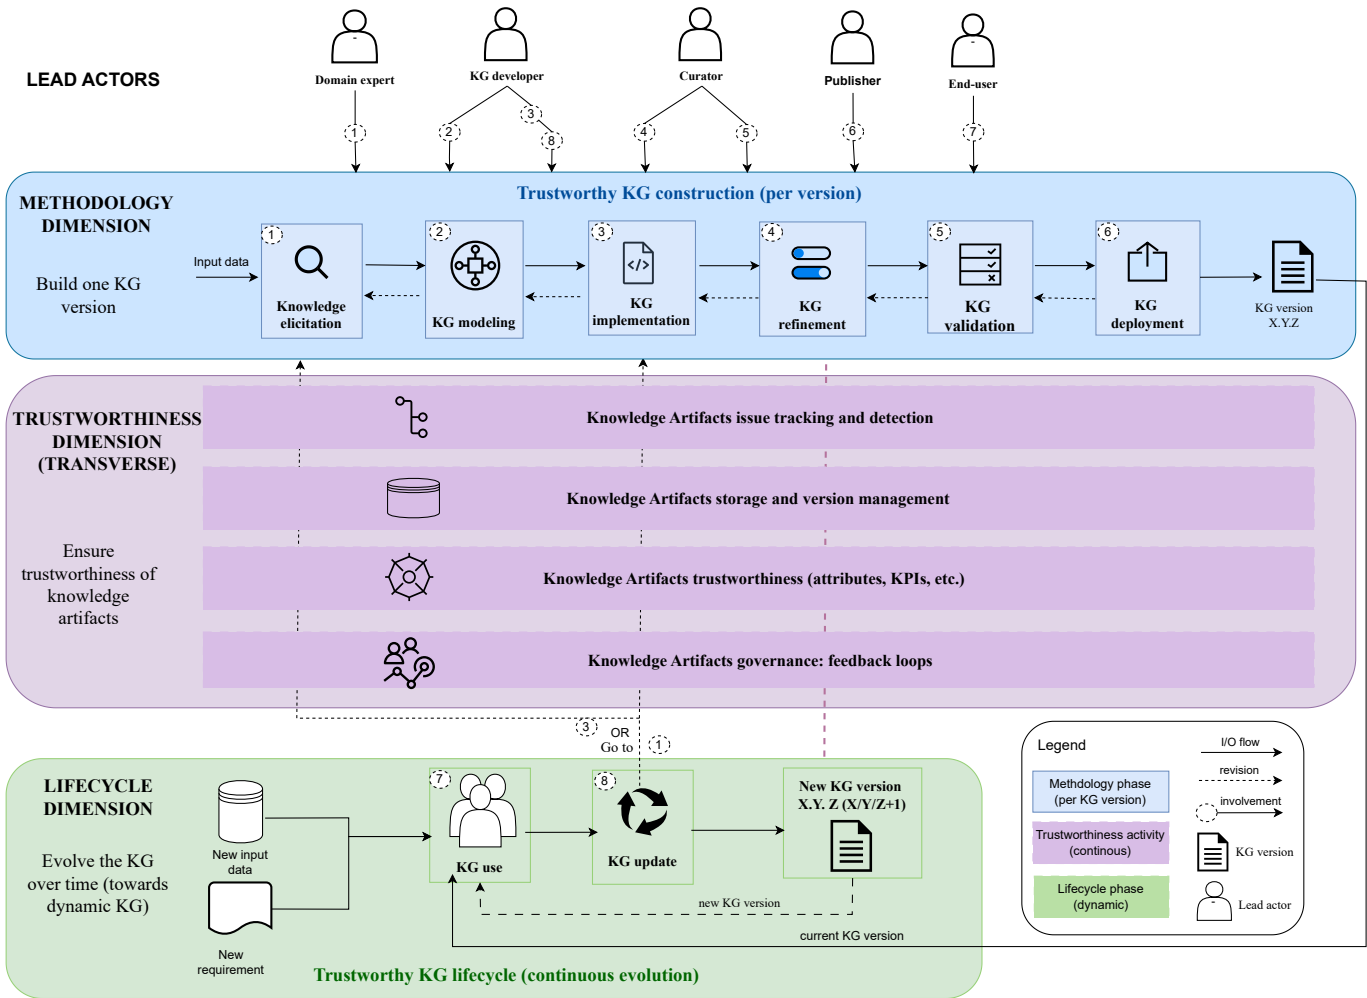 LEAD ACTORS
Domain expert
KG developer
Curator
Publisher
End-user
1
2
3
8
4
5
6
7
METHODOLOGY
DIMENSION
Build one KG
version
Trustworthy KG construction (per version)
Input data
1
Knowledge
elicitation
2
KG modeling
3
KG
implementation
4
KG
refinement
5
KG
validation
6
KG
deployment
KG version
X.Y.Z
TRUSTWORTHINESS
DIMENSION
(TRANSVERSE)
Ensure
trustworthiness of
knowledge
artifacts
Knowledge Artifacts issue tracking and detection
Knowledge Artifacts storage and version management
Knowledge Artifacts trustworthiness (attributes, KPIs, etc.)
Knowledge Artifacts governance: feedback loops
3
OR
Go to
1
LIFECYCLE
DIMENSION
Evolve the KG
over time (towards
dynamic KG)
New input
data
New
requirement
7
KG use
8
KG update
New KG version
X.Y. Z (X/Y/Z+1)
new KG version
current KG version
Trustworthy KG lifecycle (continuous evolution)
Legend
Methdology phase
(per KG version)
Trustworthiness activity
(continous)
Lifecycle phase
(dynamic)
I/O flow
revision
involvement
KG version
Lead actor